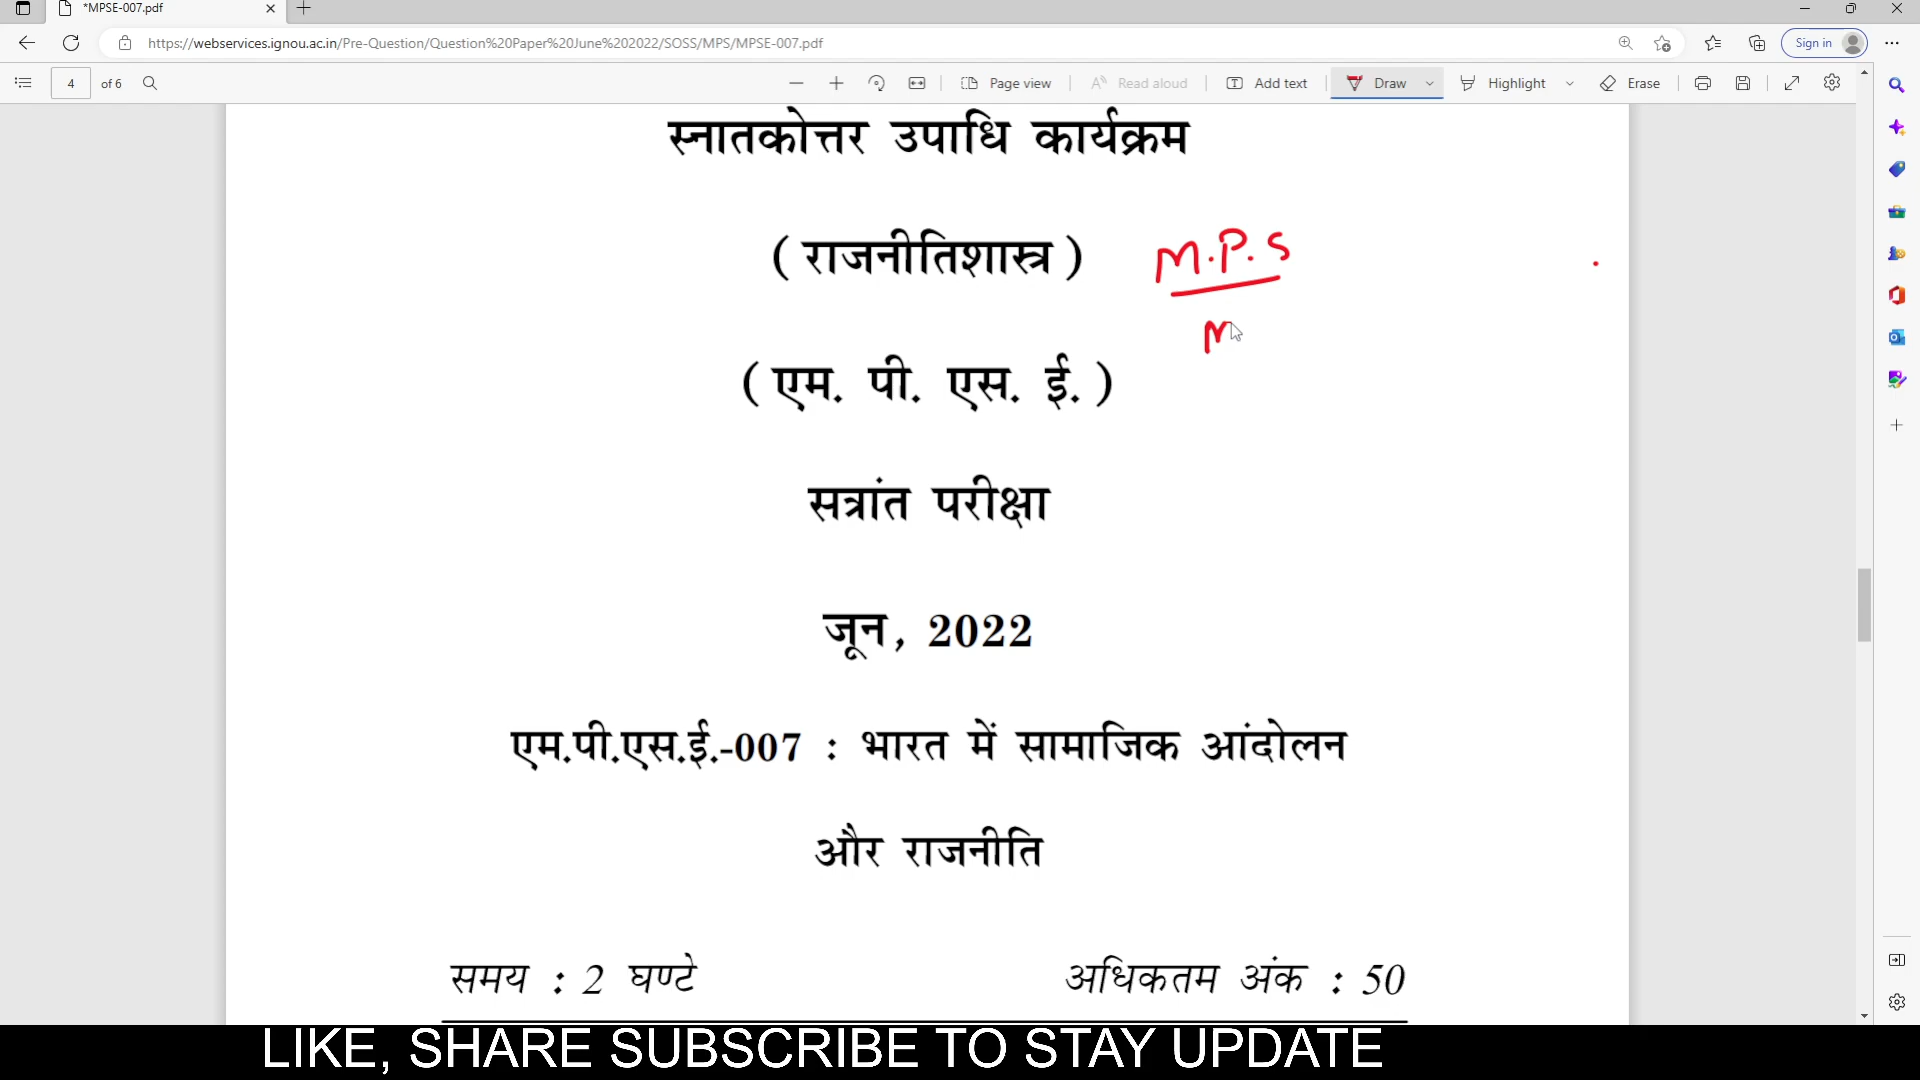 *MPSE-007.pdf
https://webservices.ignou.ac.in/Pre-Question/Question%20Paper%20June%202022/SOSS/MPS/MPSE-007.pdf
Sign in
4 of 6
Page view
Read aloud
Add text
Draw
Highlight
Erase
स्नातकोत्तर उपाधि कार्यक्रम
( राजनीतिशास्त्र ) M.P.S
M
( एम. पी. एस. ई. )
सत्रांत परीक्षा
जून, 2022
एम.पी.एस.ई.-007 : भारत में सामाजिक आंदोलन
और राजनीति
समय : 2 घण्टे अधिकतम अंक : 50
LIKE, SHARE SUBSCRIBE TO STAY UPDATE